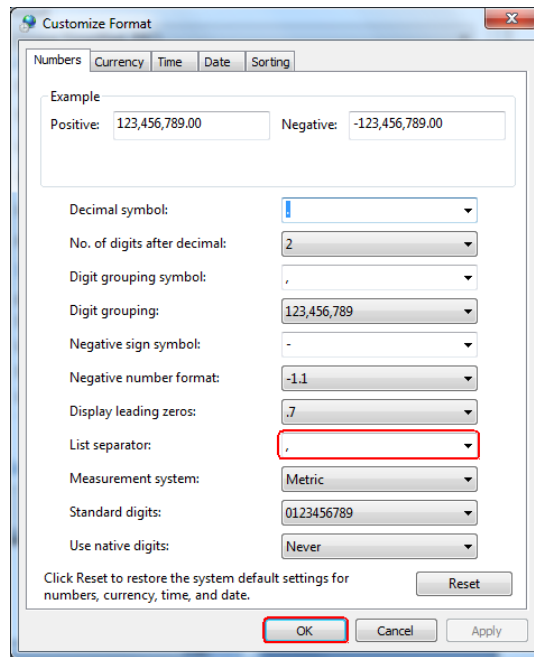 Customize Format
Numbers Currency Time Date Sorting
Example
Positive: 123,456,789.00 Negative: -123,456,789.00
Decimal symbol: .
No. of digits after decimal: 2
Digit grouping symbol: ,
Digit grouping: 123,456,789
Negative sign symbol: -
Negative number format: -1.1
Display leading zeros: .7
List separator: ,
Measurement system: Metric
Standard digits: 0123456789
Use native digits: Never
Click Reset to restore the system default settings for
numbers, currency, time, and date.
Reset
OK Cancel Apply